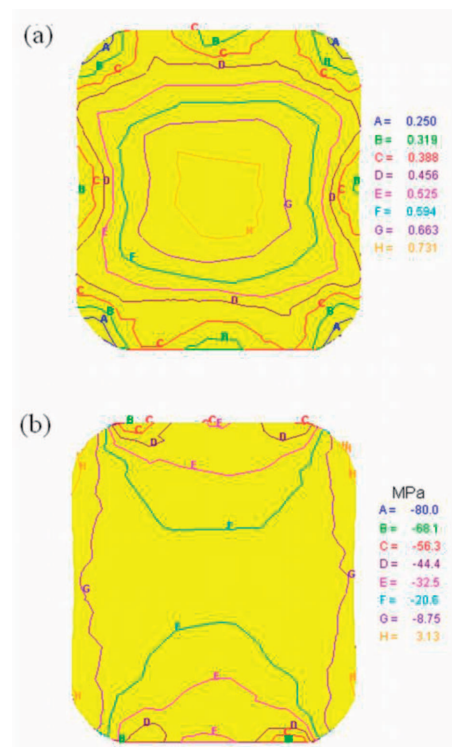 (a)
C
A B C A
C D C B
A = 0.250
B = 0.319
C = 0.388
D = 0.456
E = 0.525
F = 0.594
G = 0.663
H = 0.731
B C D D C B
G
E H
F
D
B C C B
A A
C B
(b)
B C C E C
D D
H E H
F
G G
MPa
A = -80.0
B = -68.1
C = -56.3
D = -44.4
E = -32.5
F = -20.6
G = -8.75
H = 3.13
F
H E H
D D C
B E B